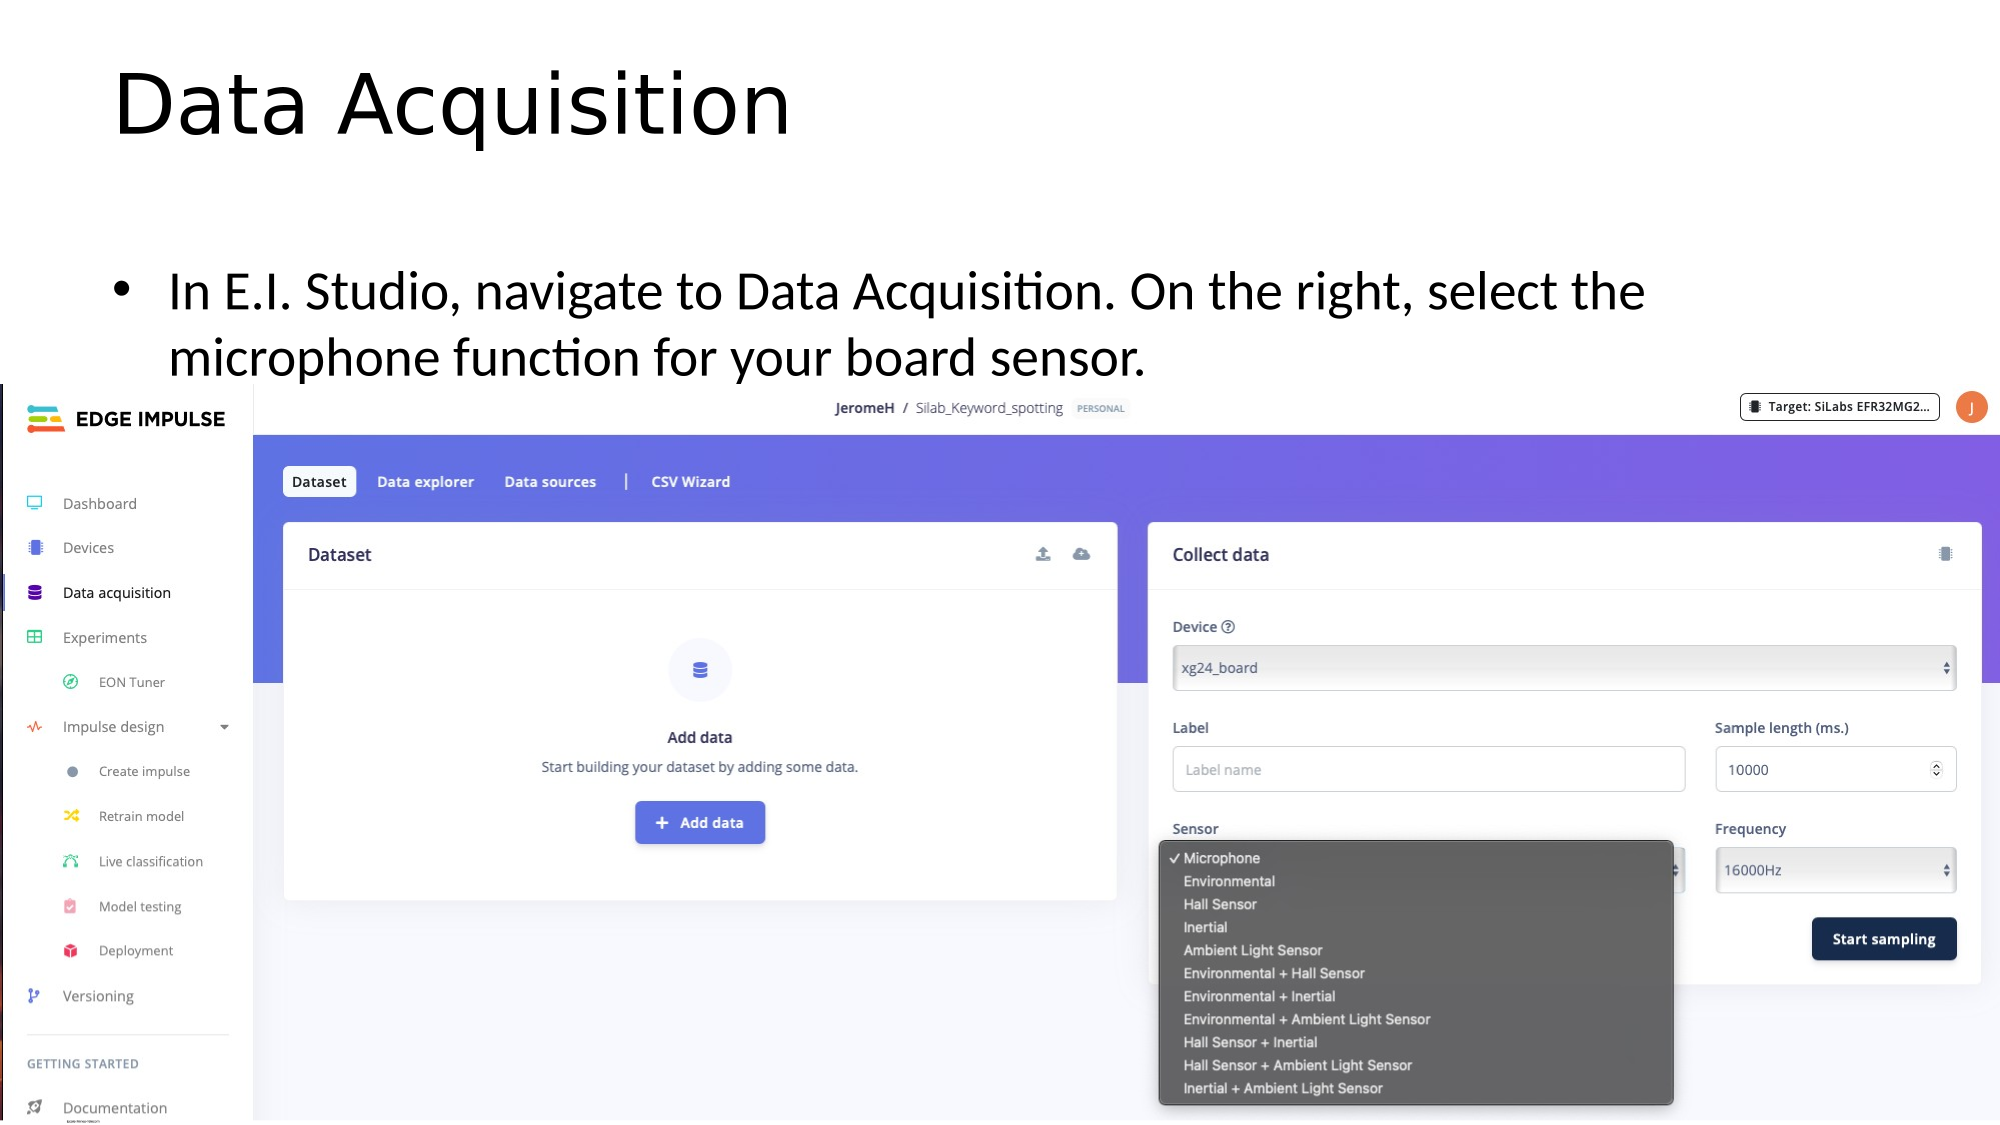 Data Acquisition
• In E.I. Studio, navigate to Data Acquisition. On the right, select the
microphone function for your board sensor.
EDGE IMPULSE
JeromeH / Silab_Keyword_spotting PERSONAL
Target: SiLabs EFR32MG2...
J
Dashboard
Devices
Data acquisition
Experiments
EON Tuner
Impulse design
Create impulse
Retrain model
Live classification
Model testing
Deployment
Versioning
GETTING STARTED
Documentation
Dataset Data explorer Data sources | CSV Wizard
Dataset
Add data
Start building your dataset by adding some data.
+ Add data
Collect data
Device ?
xg24_board
Label
Label name
Sample length (ms.)
10000
Sensor
✓ Microphone
Environmental
Hall Sensor
Inertial
Ambient Light Sensor
Environmental + Hall Sensor
Environmental + Inertial
Environmental + Ambient Light Sensor
Hall Sensor + Inertial
Hall Sensor + Ambient Light Sensor
Inertial + Ambient Light Sensor
Frequency
16000Hz
Start sampling